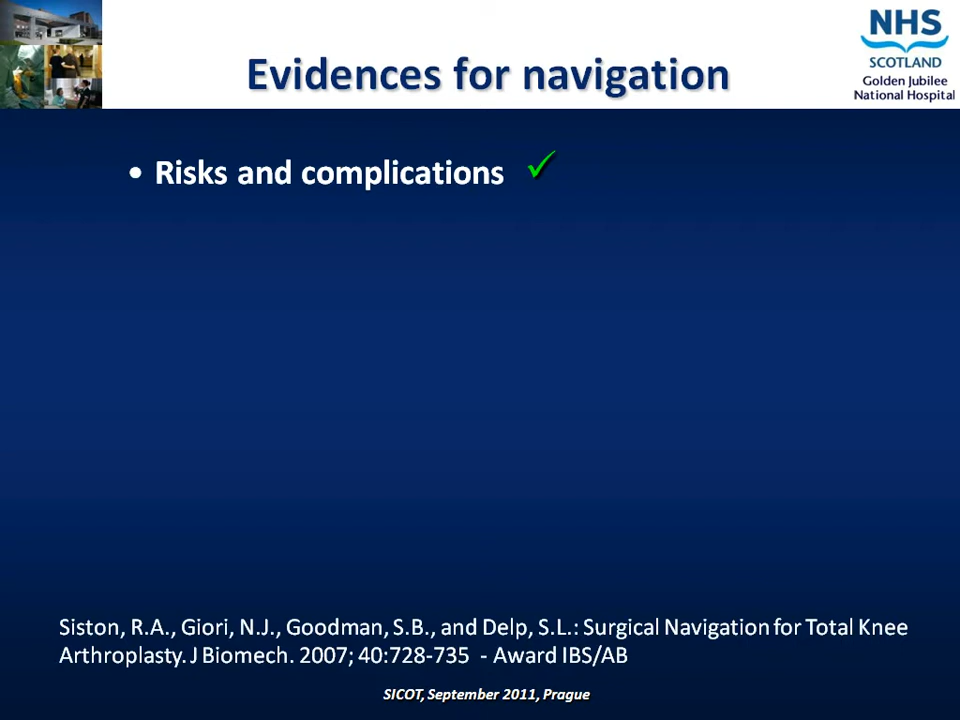 NHS
SCOTLAND
Golden Jubilee
National Hospital
Evidences for navigation
• Risks and complications ✓
Siston, R.A., Giori, N.J., Goodman, S.B., and Delp, S.L.: Surgical Navigation for Total Knee
Arthroplasty. J Biomech. 2007; 40:728-735 - Award IBS/AB
SICOT, September 2011, Prague